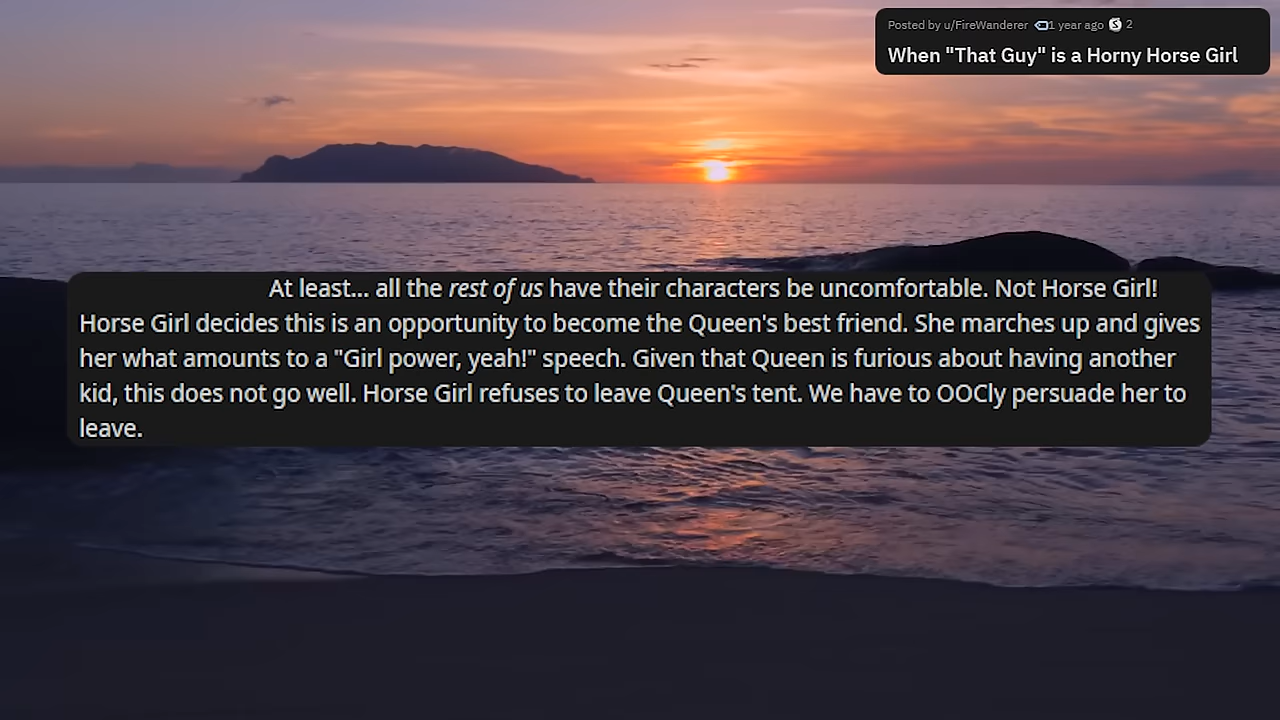 Posted by u/FireWanderer 1 year ago S 2
When "That Guy" is a Horny Horse Girl
At least... all the rest of us have their characters be uncomfortable. Not Horse Girl!
Horse Girl decides this is an opportunity to become the Queen's best friend. She marches up and gives
her what amounts to a "Girl power, yeah!" speech. Given that Queen is furious about having another
kid, this does not go well. Horse Girl refuses to leave Queen's tent. We have to OOCly persuade her to
leave.